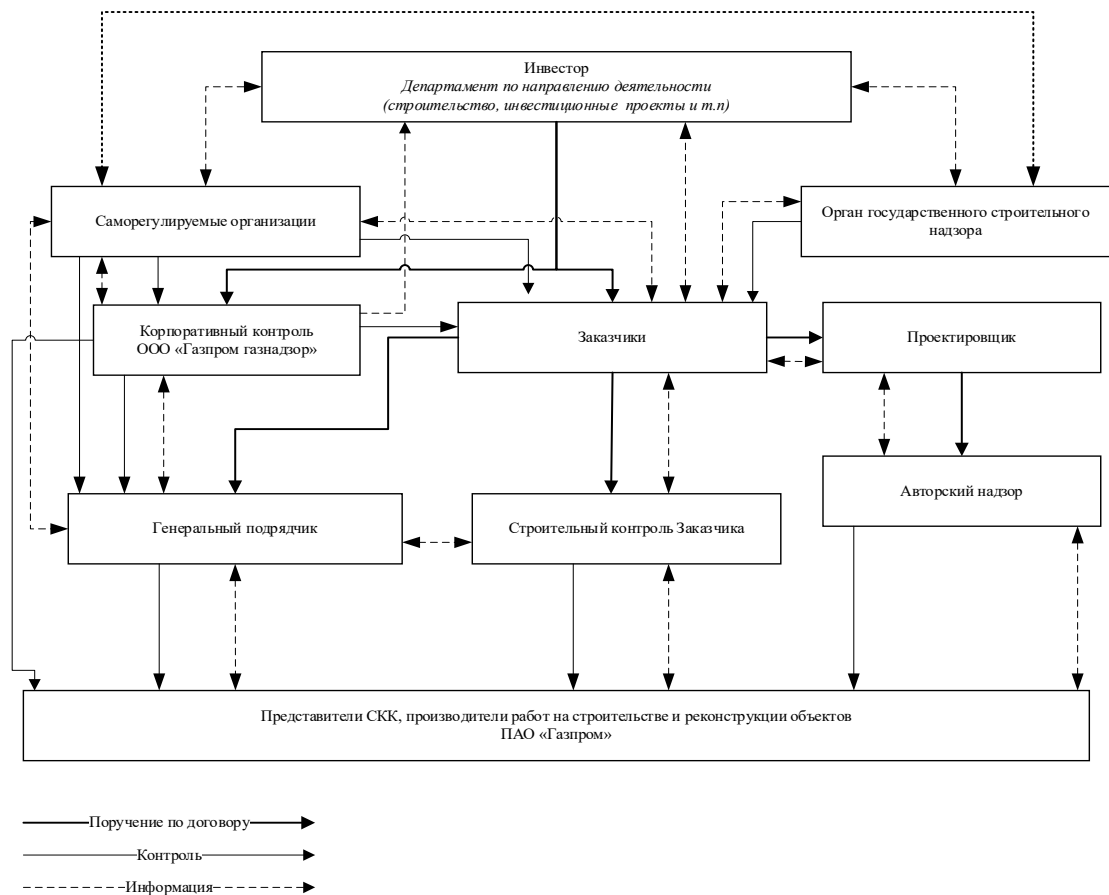 Инвестор
Департамент по направлению деятельности
(строительство, инвестиционные проекты и т.п)
Саморегулируемые организации
Орган государственного строительного
надзора
Корпоративный контроль
ООО «Газпром газнадзор»
Заказчики
Проектировщик
Авторский надзор
Генеральный подрядчик
Строительный контроль Заказчика
Представители СКК, производители работ на строительстве и реконструкции объектов
ПАО «Газпром»
Поручение по договору
Контроль
Информация